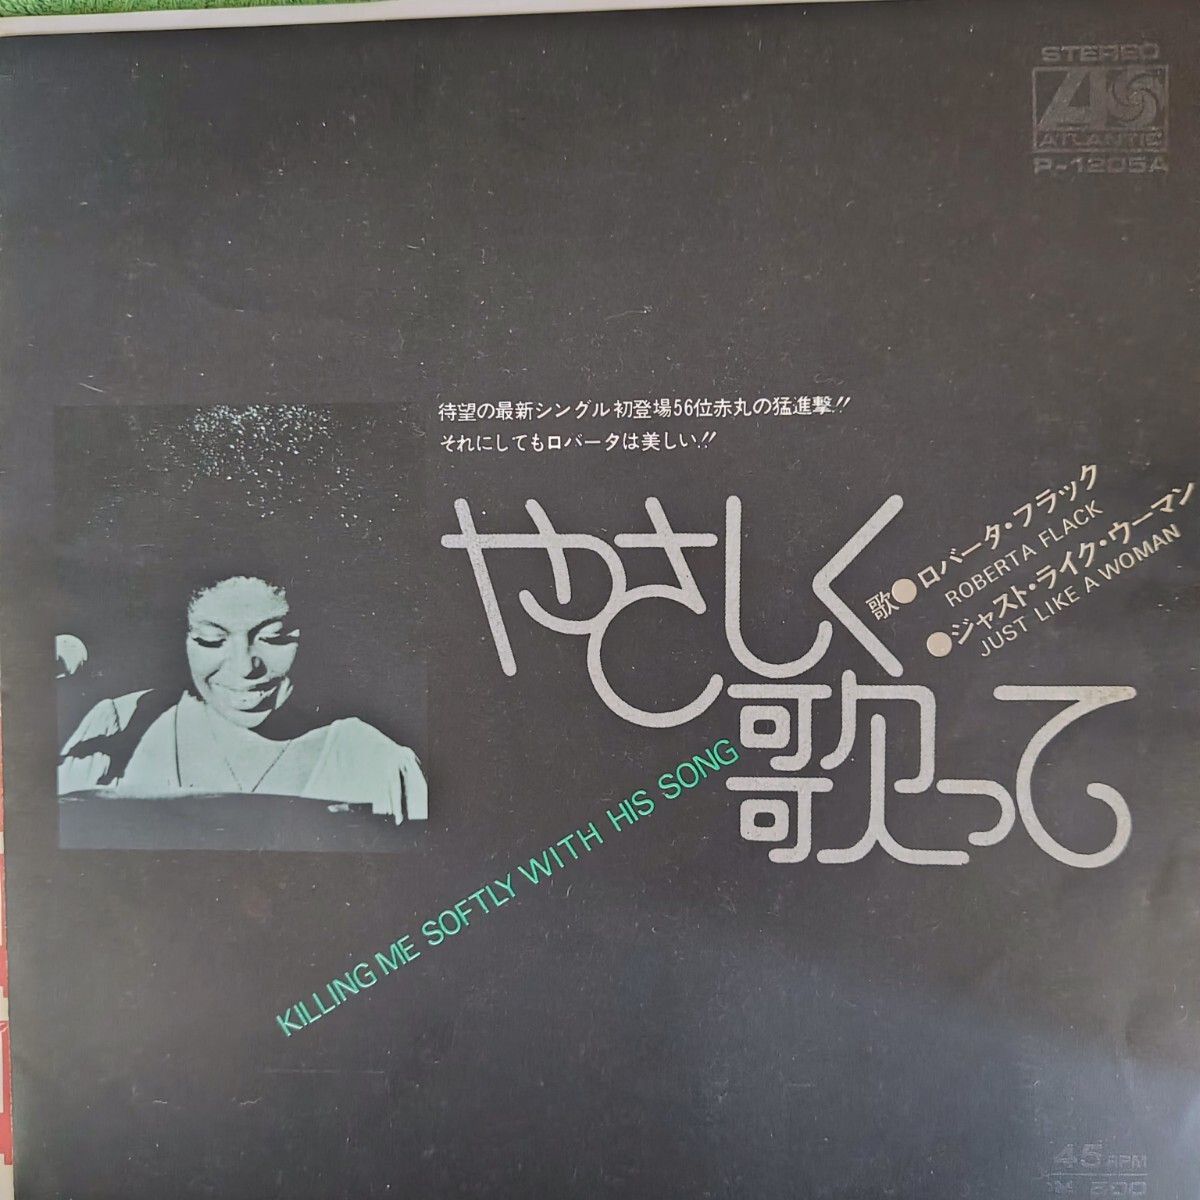 STEREO
ATLANTIC
P-1205A
待望の最新シングル初登場56位赤丸の猛進撃!!
それにしてもロバータは美しい!!
やさしく
歌って
歌●ロバータ・フラック
ROBERTA FLACK
●ジャスト・ライク・ウーマン
JUST LIKE A WOMAN
KILLING ME SOFTLY WITH HIS SONG
45 RPM